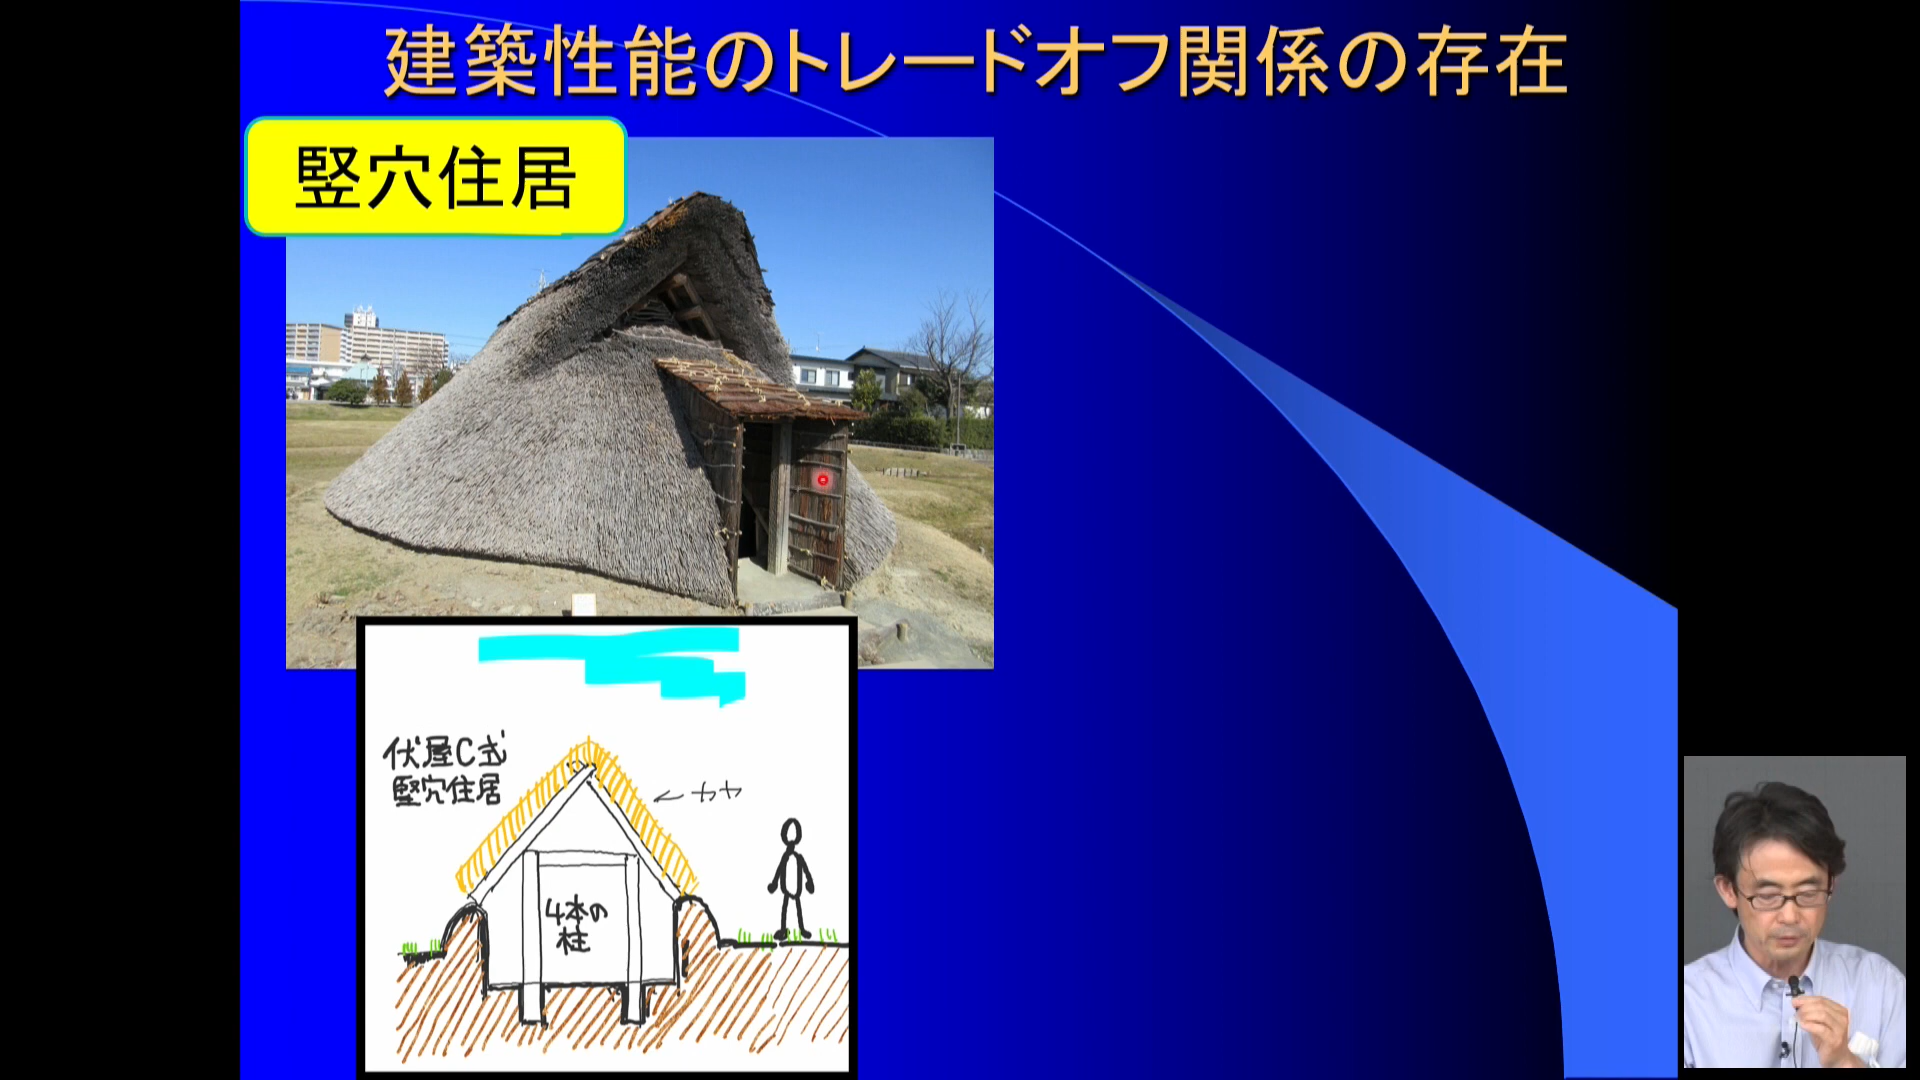 建築性能のトレードオフ関係の存在
竪穴住居
伏屋C式
竪穴住居
←カヤ
4本の
柱